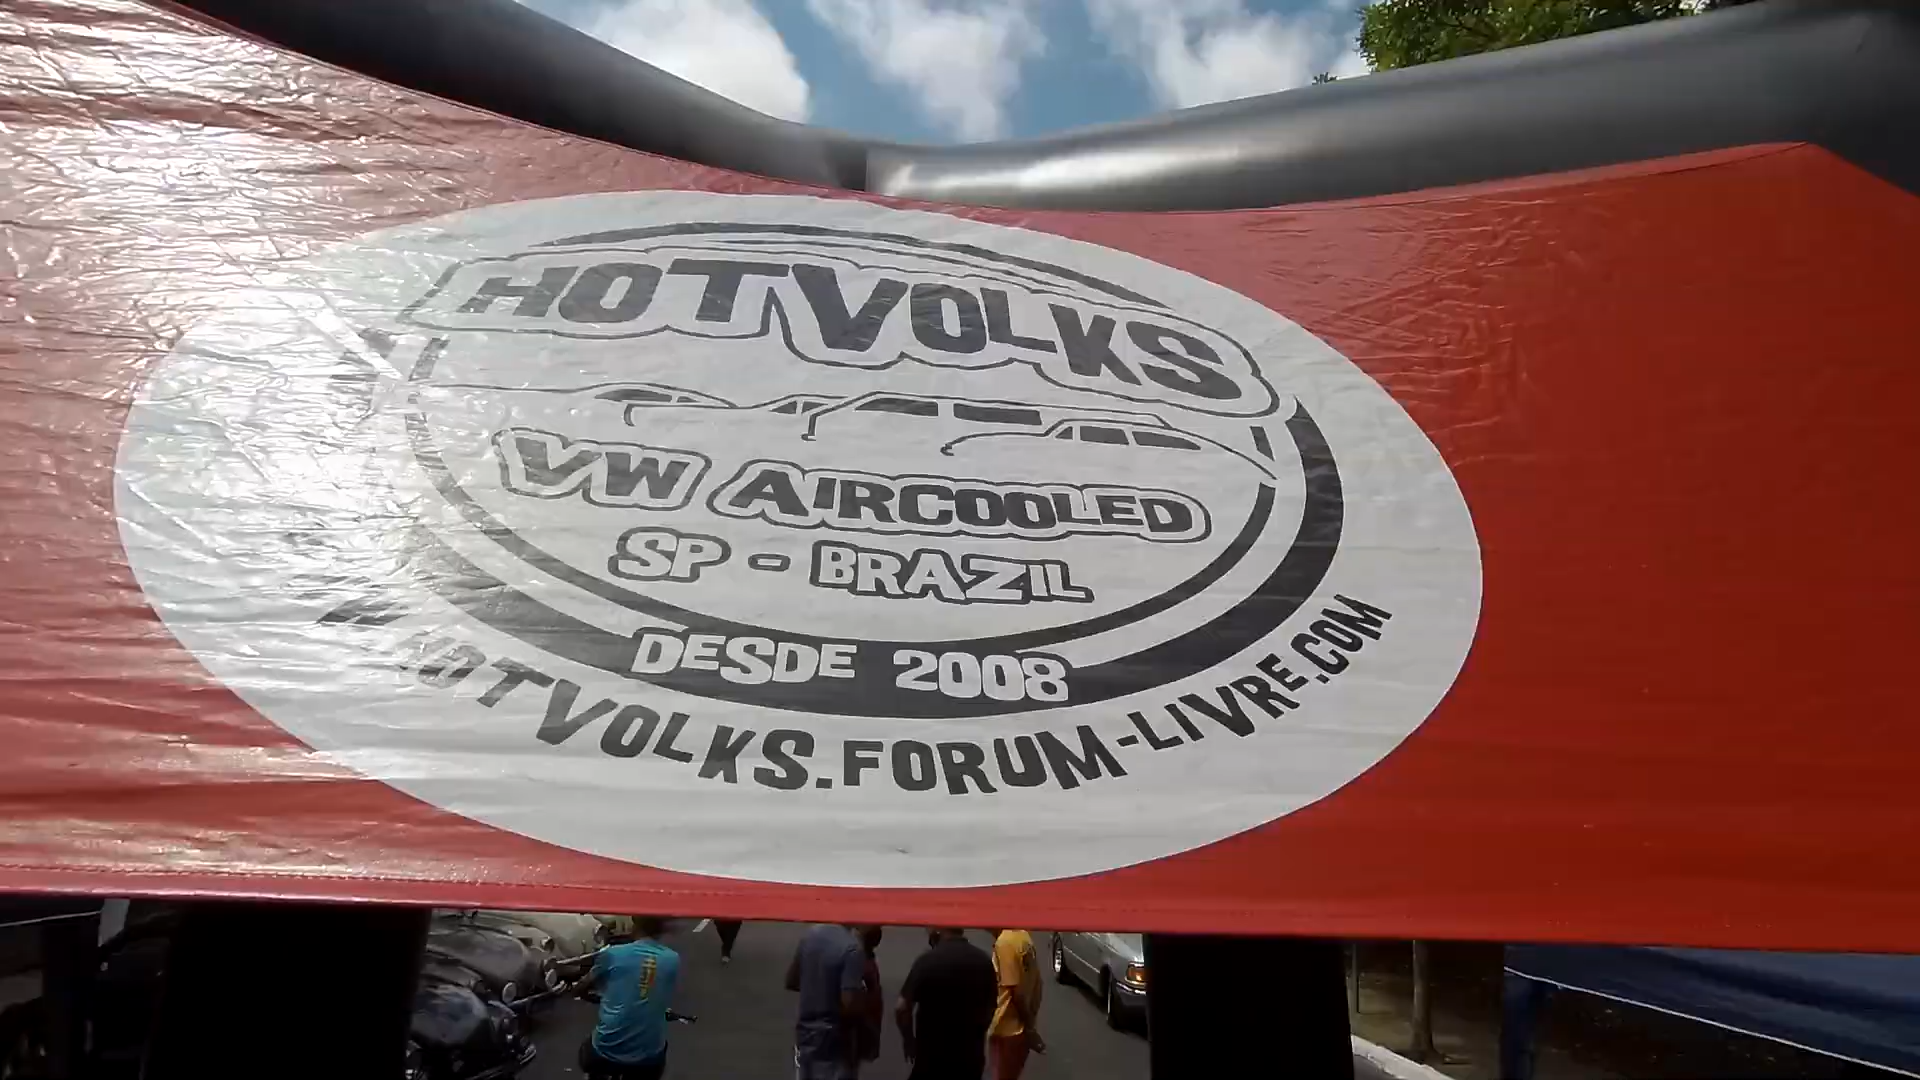 HOTVOLKS
VW AIRCOOLED
SP - BRAZIL
DESDE 2008
HOTVOLKS.FORUM-LIVRE.COM